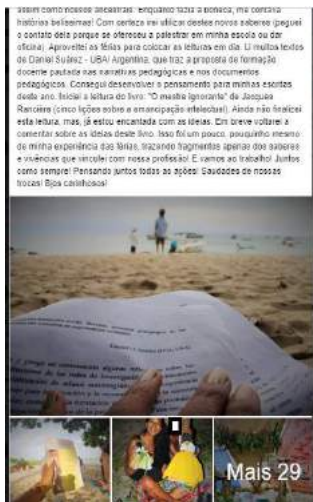 assim como nossos ancestrais. Enquanto fazia a boneca, me contava
histórias belíssimas! Com certeza irei utilizar destes novos saberes (peguei
o contato dela porque se ofereceu a palestrar em minha escola ou dar
oficina). Aproveitei as férias para colocar as leituras em dia. Li muitos textos
de Daniel Suárez - UBA/ Argentina, que traz a proposta de formação
docente pautada nas narrativas pedagógicas e nos documentos
pedagógicos. Consegui desenvolver o pensamento para minhas escritas
deste ano. Iniciei a leitura do livro: "O mestre ignorante" de Jacques
Rancière (cinco lições sobre a emancipação intelectual). Ainda não finalizei
esta leitura, mas, já estou encantada com as ideias. Em breve voltarei a
comentar sobre as ideias deste livro. Isso foi um pouco, pouquinho mesmo
de minha experiência das férias, trazendo fragmentos apenas dos saberes
e vivências que vinculei com nossa profissão! E vamos ao trabalho! Juntos
como sempre! Pensando juntos todas as ações! Saudades de nossas
trocas! Bjos carinhosos!
Mais 29